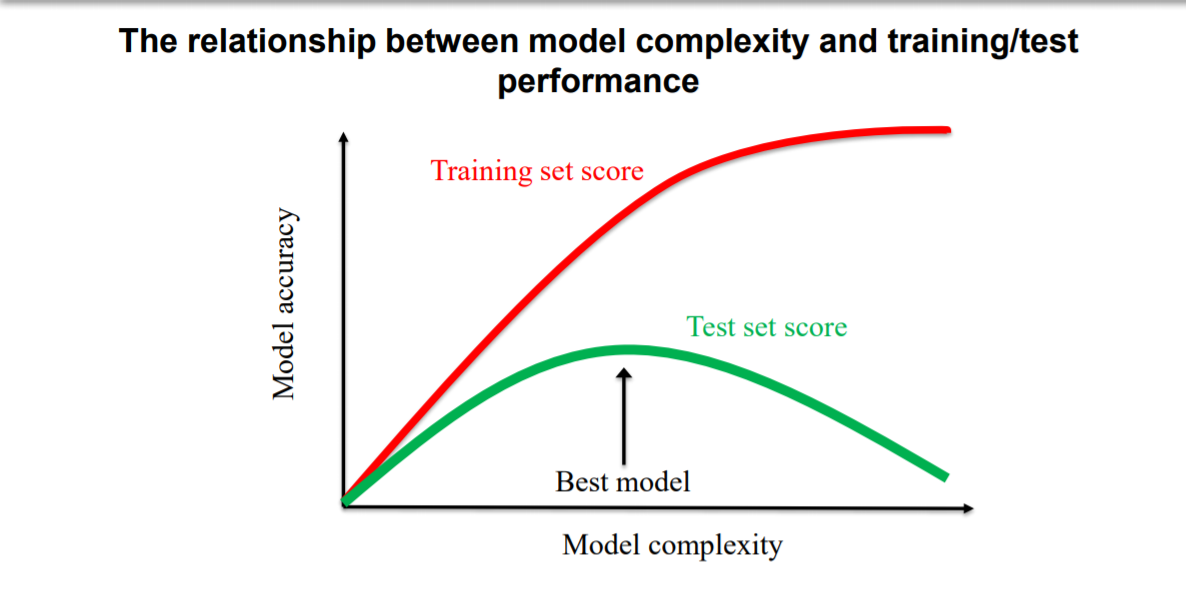 The relationship between model complexity and training/test
performance
Training set score
Model accuracy
Test set score
Best model
Model complexity